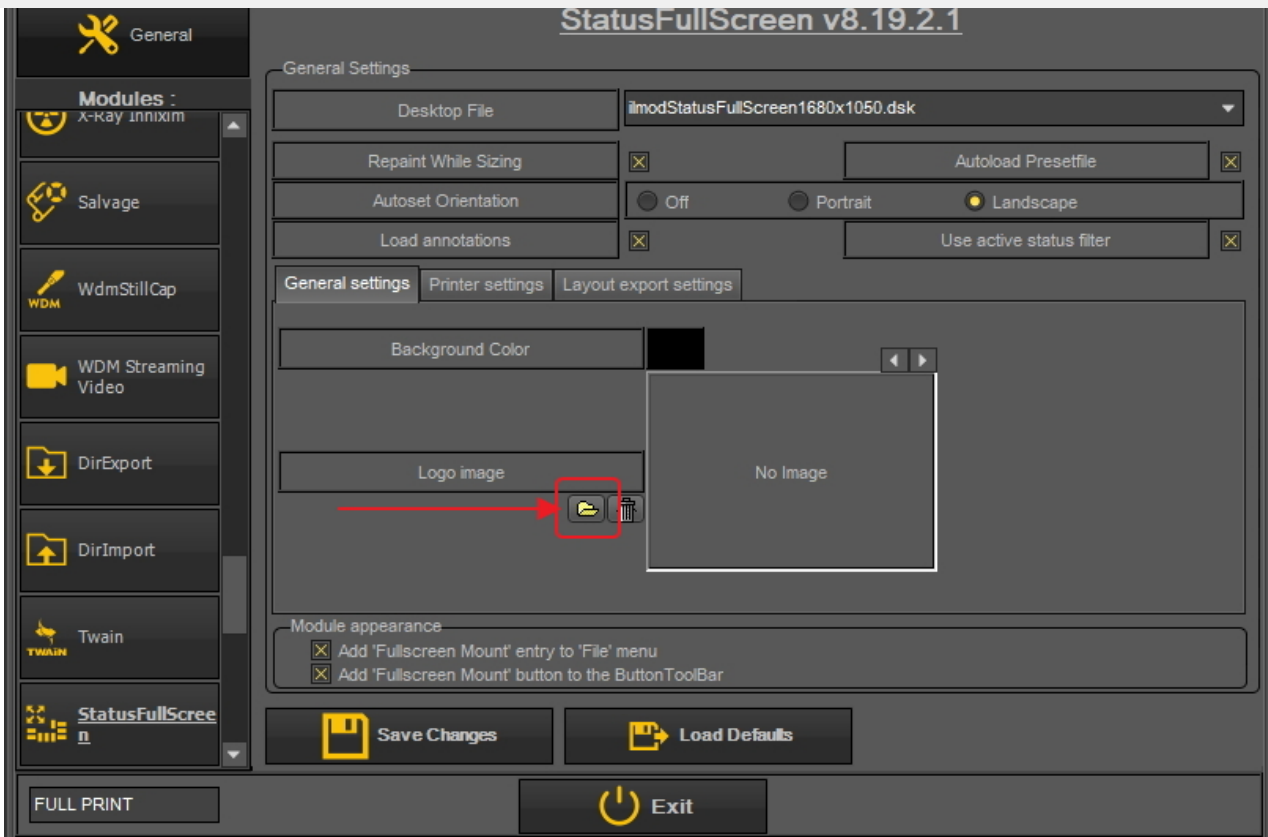 General
StatusFullScreen v8.19.2.1
Modules :
X-Ray Innixim
Salvage
WDM
WdmStillCap
WDM Streaming
Video
DirExport
DirImport
TWAIN
Twain
StatusFullScree
n
General Settings
Desktop File
ilmodStatusFullScreen1680x1050.dsk
Repaint While Sizing
Autoload Presetfile
Autoset Orientation
Off
Portrait
Landscape
Load annotations
Use active status filter
General settings
Printer settings
Layout export settings
Background Color
Logo image
No Image
Module appearance
Add 'Fullscreen Mount' entry to 'File' menu
Add 'Fullscreen Mount' button to the ButtonToolBar
Save Changes
Load Defaults
FULL PRINT
Exit